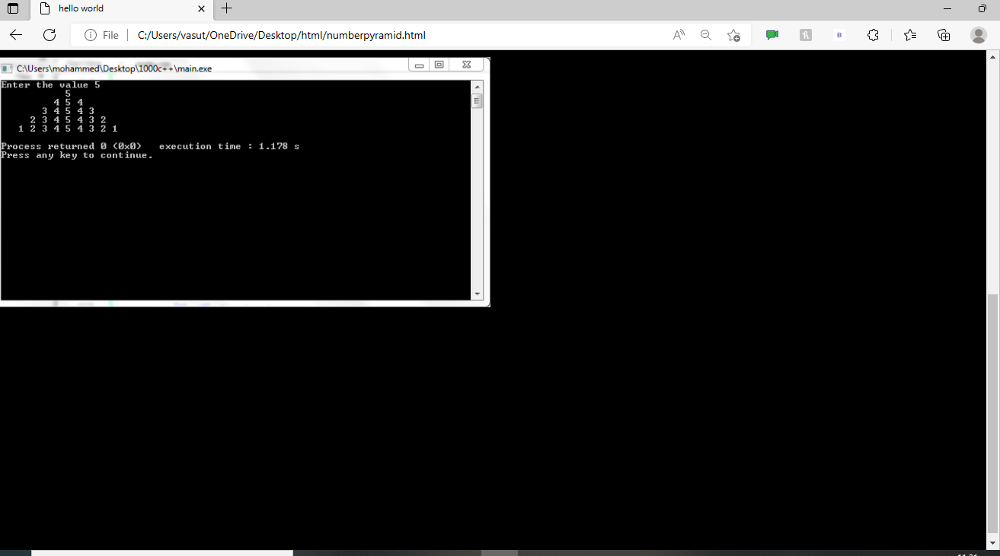 hello world
File
C:/Users/vasut/OneDrive/Desktop/html/numberpyramid.html
C:\Users\mohammed\Desktop\1000c++\main.exe
Enter the value 5
5
4 5 4
3 4 5 4 3
2 3 4 5 4 3 2
1 2 3 4 5 4 3 2 1
Process returned 0 (0x0)   execution time : 1.178 s
Press any key to continue.